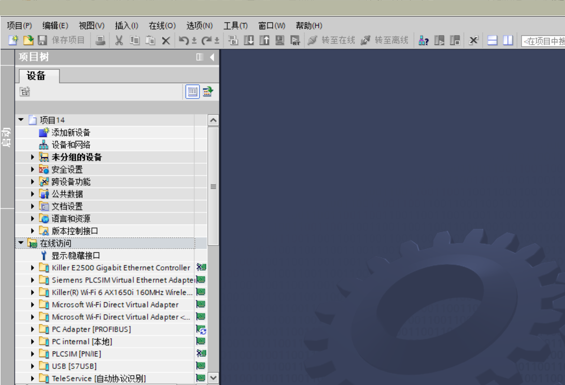 项目(P) 编辑(E) 视图(V) 插入(I) 在线(O) 选项(N) 工具(T) 窗口(W) 帮助(H)
保存项目 转至在线 转至离线 <在项目中搜
项目树
设备
启动
项目14
添加新设备
设备和网络
未分组的设备
安全设置
跨设备功能
公共数据
文档设置
语言和资源
版本控制接口
在线访问
显示/隐藏接口
Killer E2500 Gigabit Ethernet Controller
Siemens PLCSIM Virtual Ethernet Adapter
Killer(R) Wi-Fi 6 AX1650i 160MHz Wirele...
Microsoft Wi-Fi Direct Virtual Adapter
Microsoft Wi-Fi Direct Virtual Adapter <...
PC Adapter [PROFIBUS]
PC internal [本地]
PLCSIM [PN/IE]
USB [S7USB]
TeleService [自动协议识别]